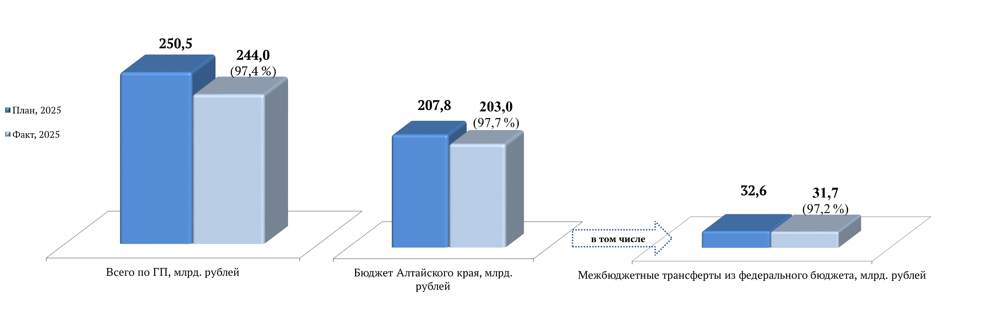 250,5
244,0
(97,4 %)
План, 2025
Факт, 2025
Всего по ГП, млрд. рублей
207,8
203,0
(97,7 %)
Бюджет Алтайского края, млрд.
рублей
в том числе
32,6
31,7
(97,2 %)
Межбюджетные трансферты из федерального бюджета, млрд. рублей